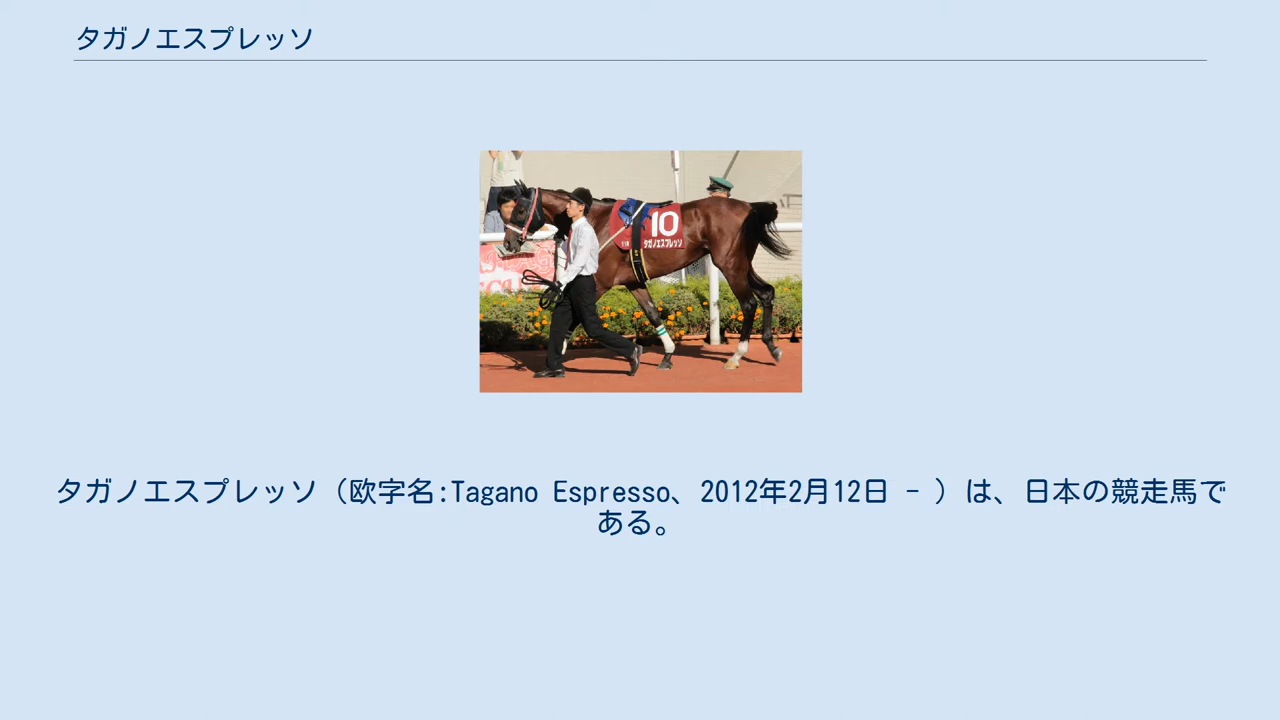 タガノエスプレッソ
10
タガノエスプレッソ
タガノエスプレッソ（欧字名:Tagano Espresso、2012年2月12日 - ）は、日本の競走馬で
ある。